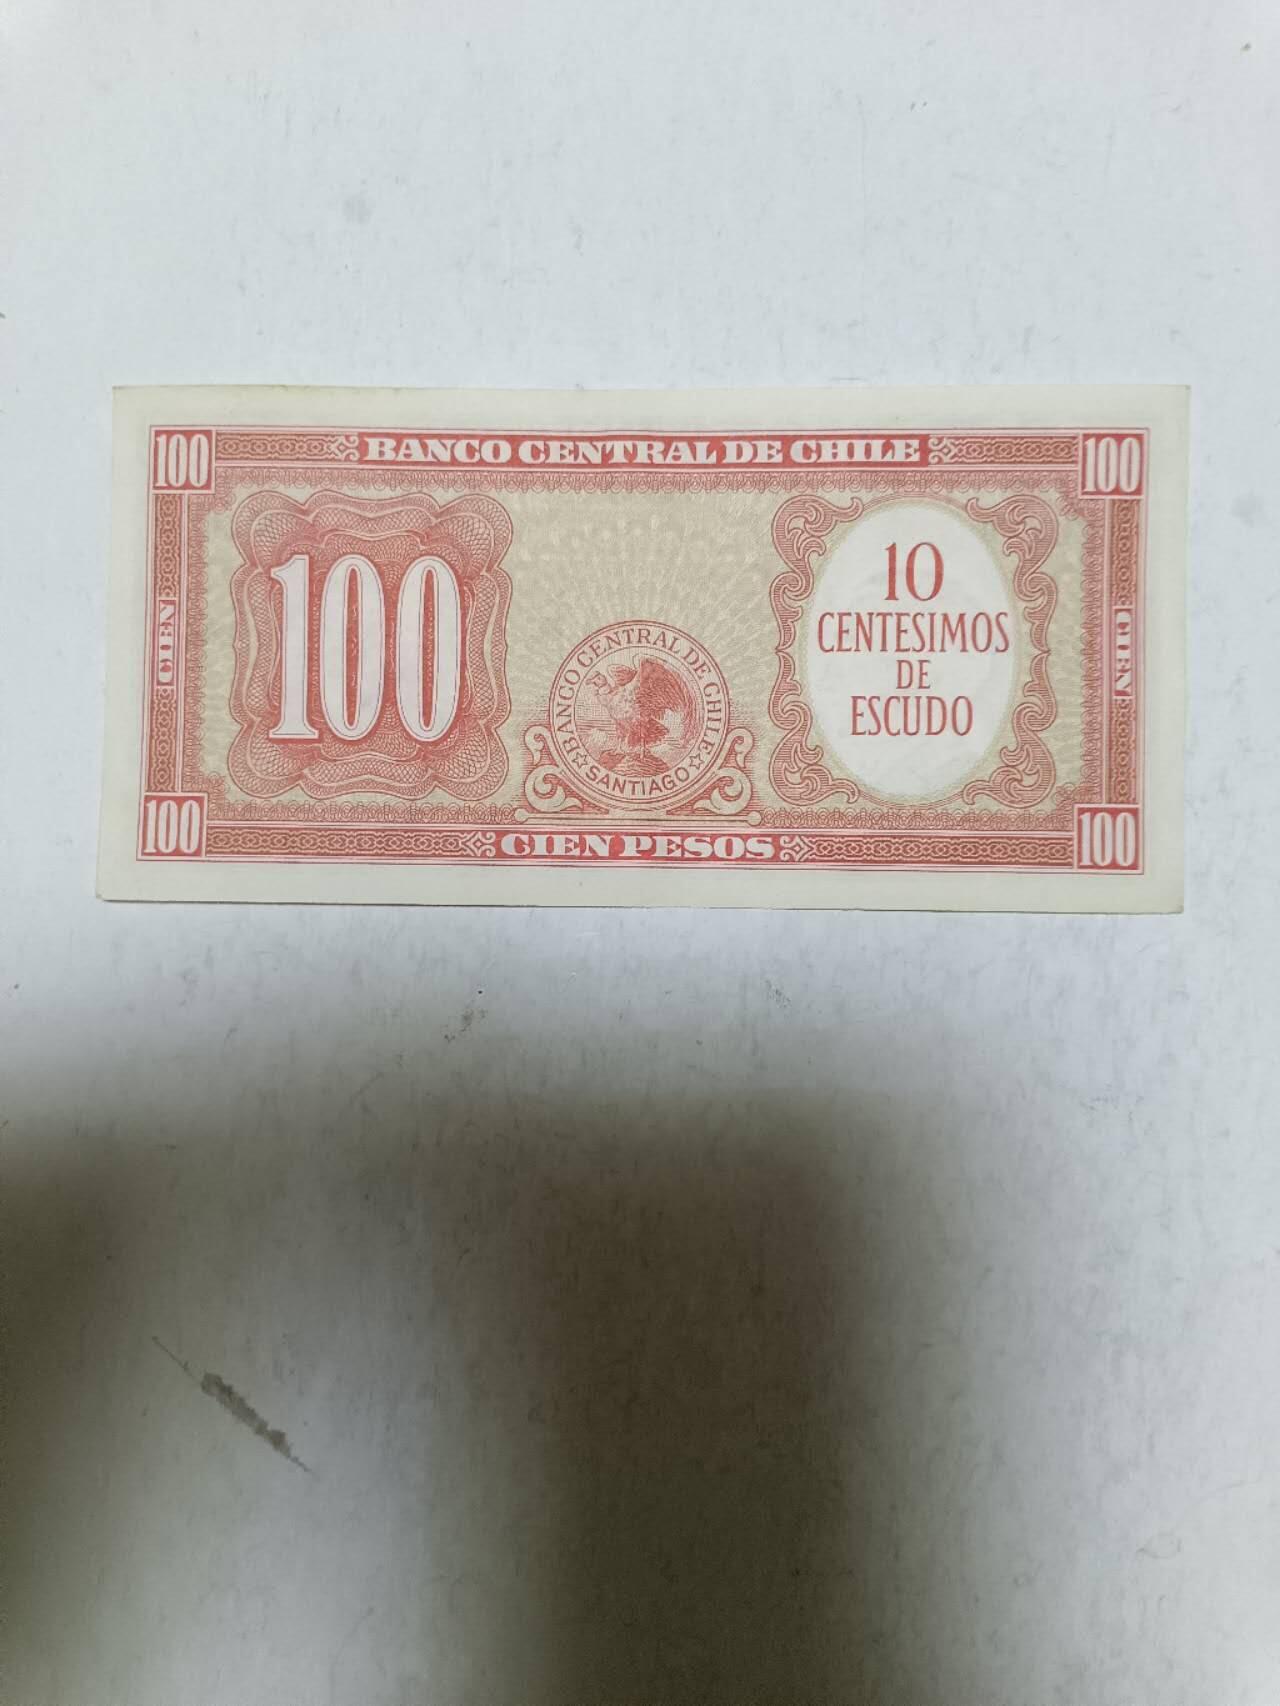 100 BANCO CENTRAL DE CHILE 100
100
10
CENTESIMOS
DE
ESCUDO
CIEN
CIEN
BANCO CENTRAL DE CHILE
SANTIAGO
100 CIEN PESOS 100